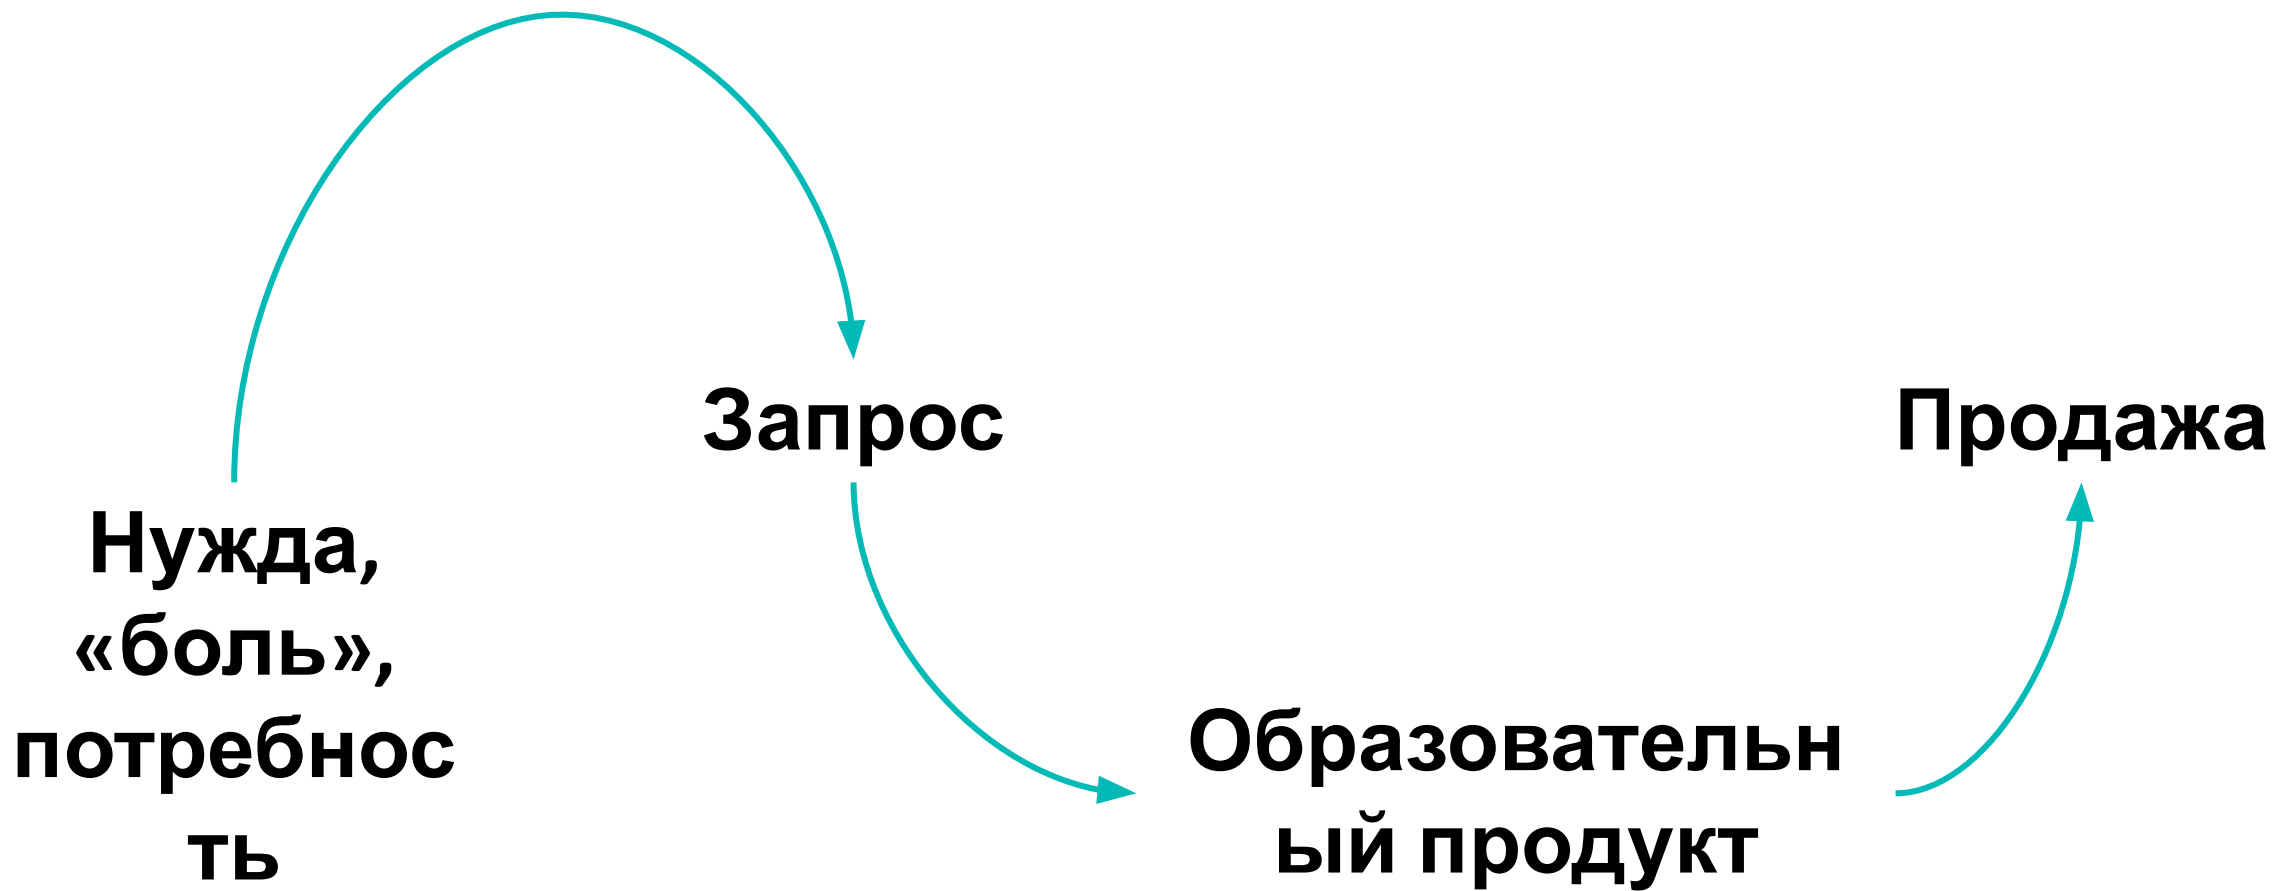 Запрос
Продажа
Нужда,
«боль»,
потребнос
ть
Образовательн
ый продукт